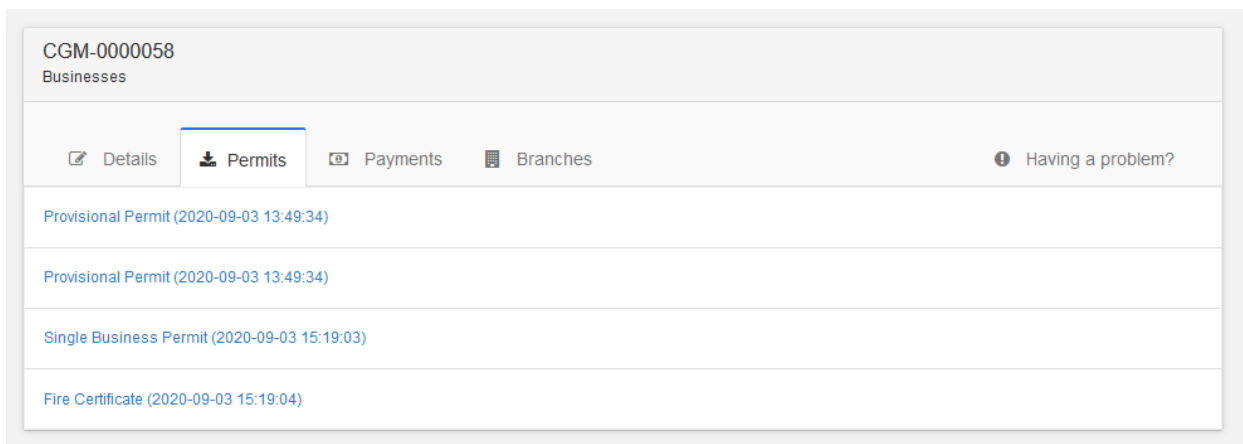 CGM-0000058
Businesses
Details Permits Payments Branches Having a problem?
Provisional Permit (2020-09-03 13:49:34)
Provisional Permit (2020-09-03 13:49:34)
Single Business Permit (2020-09-03 15:19:03)
Fire Certificate (2020-09-03 15:19:04)